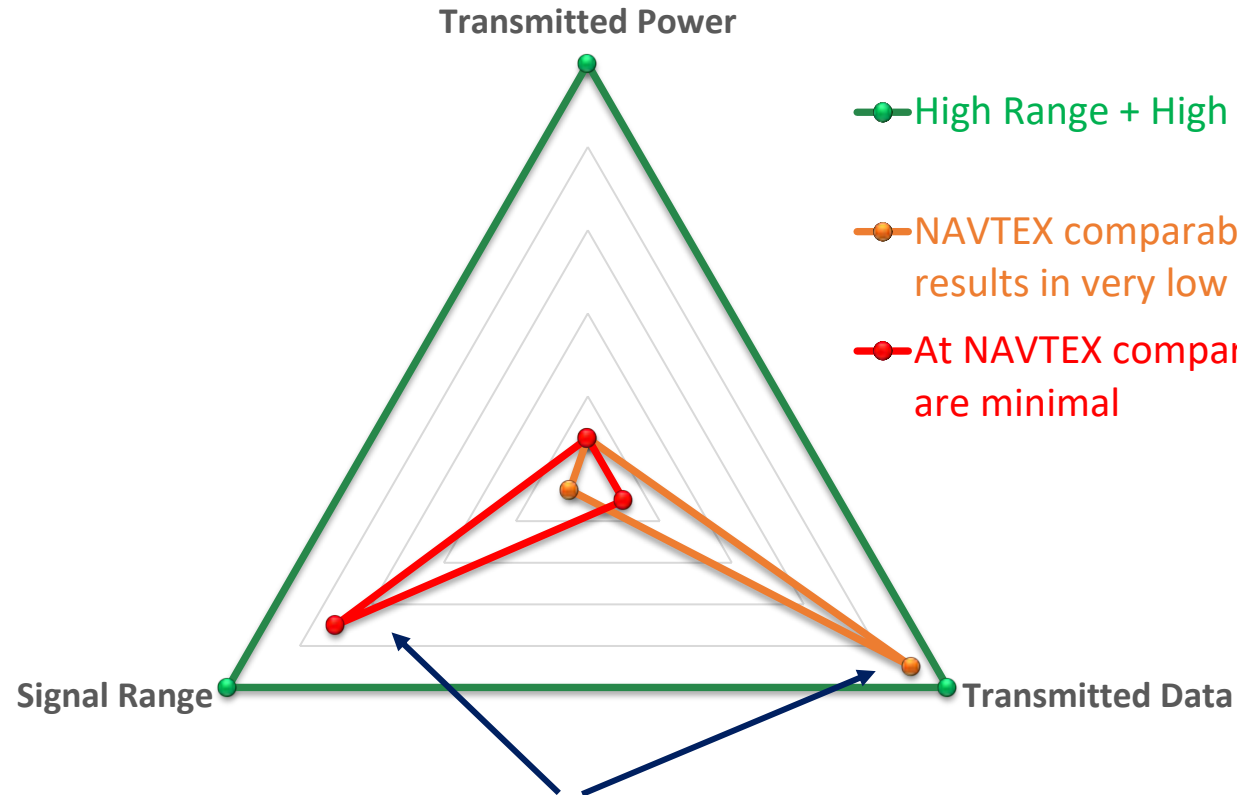 Transmitted Power
High Range + High
NAVTEX comparab
results in very low
At NAVTEX compar
are minimal
Signal Range
Transmitted Data